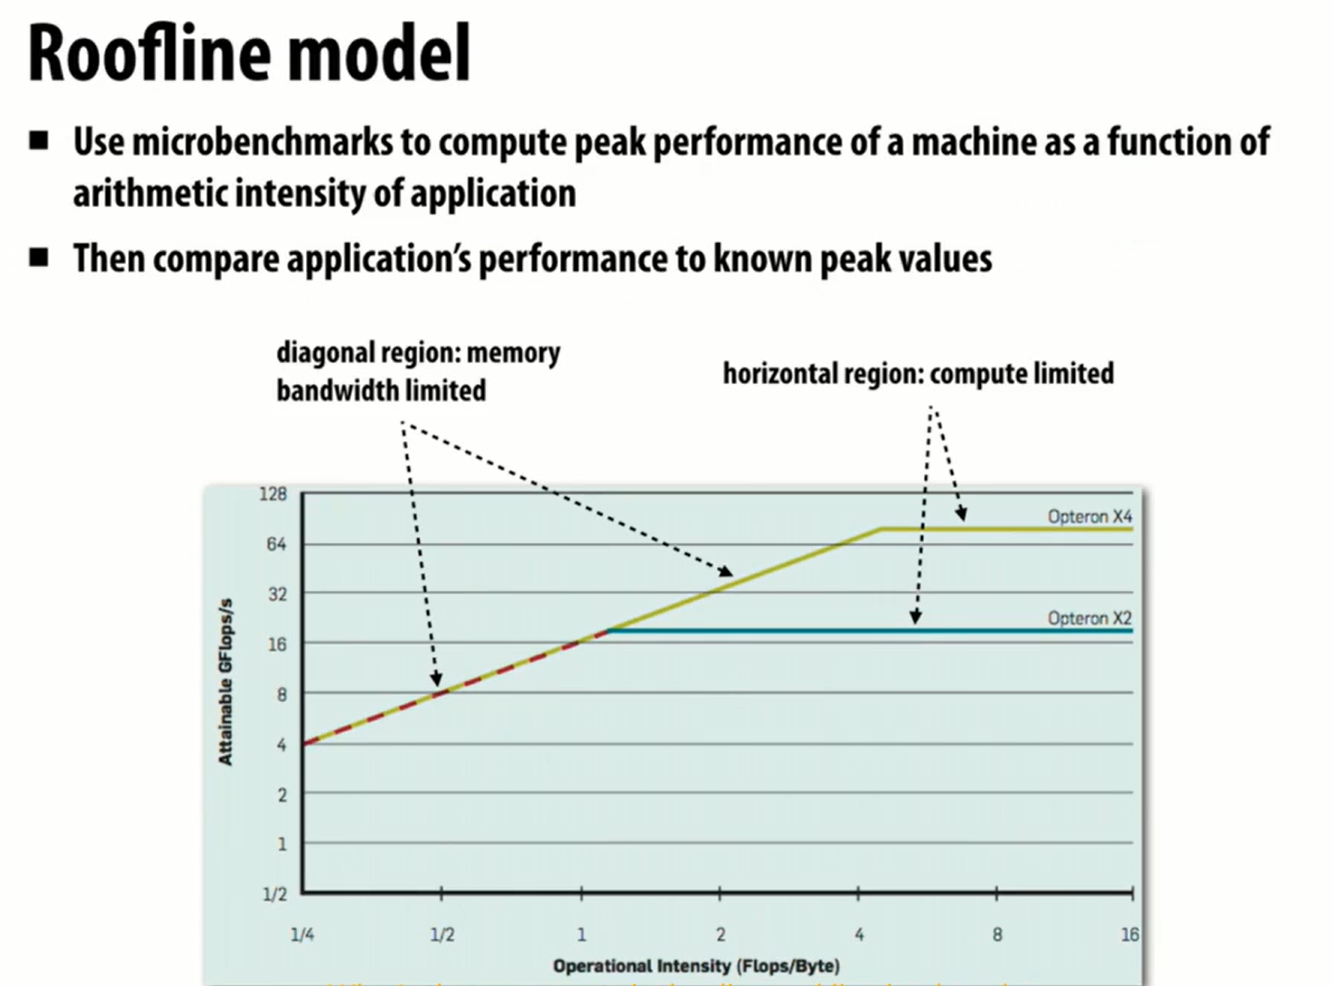 Roofline model
■ Use microbenchmarks to compute peak performance of a machine as a function of
arithmetic intensity of application
■ Then compare application's performance to known peak values
diagonal region: memory
bandwidth limited
horizontal region: compute limited
128
64
32
16
8
4
2
1
1/2
Attainable GFlops/s
Opteron X4
Opteron X2
1/4 1/2 1 2 4 8 16
Operational Intensity (Flops/Byte)